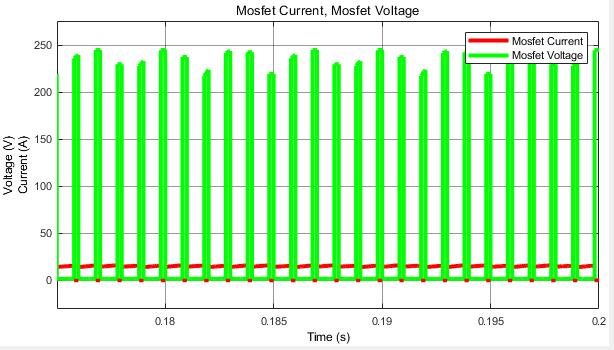 Mosfet Current, Mosfet Voltage
Mosfet Current
Mosfet Voltage
Voltage (V)
Current (A)
250
200
150
100
50
0
0.18
0.185
0.19
0.195
0.2
Time (s)